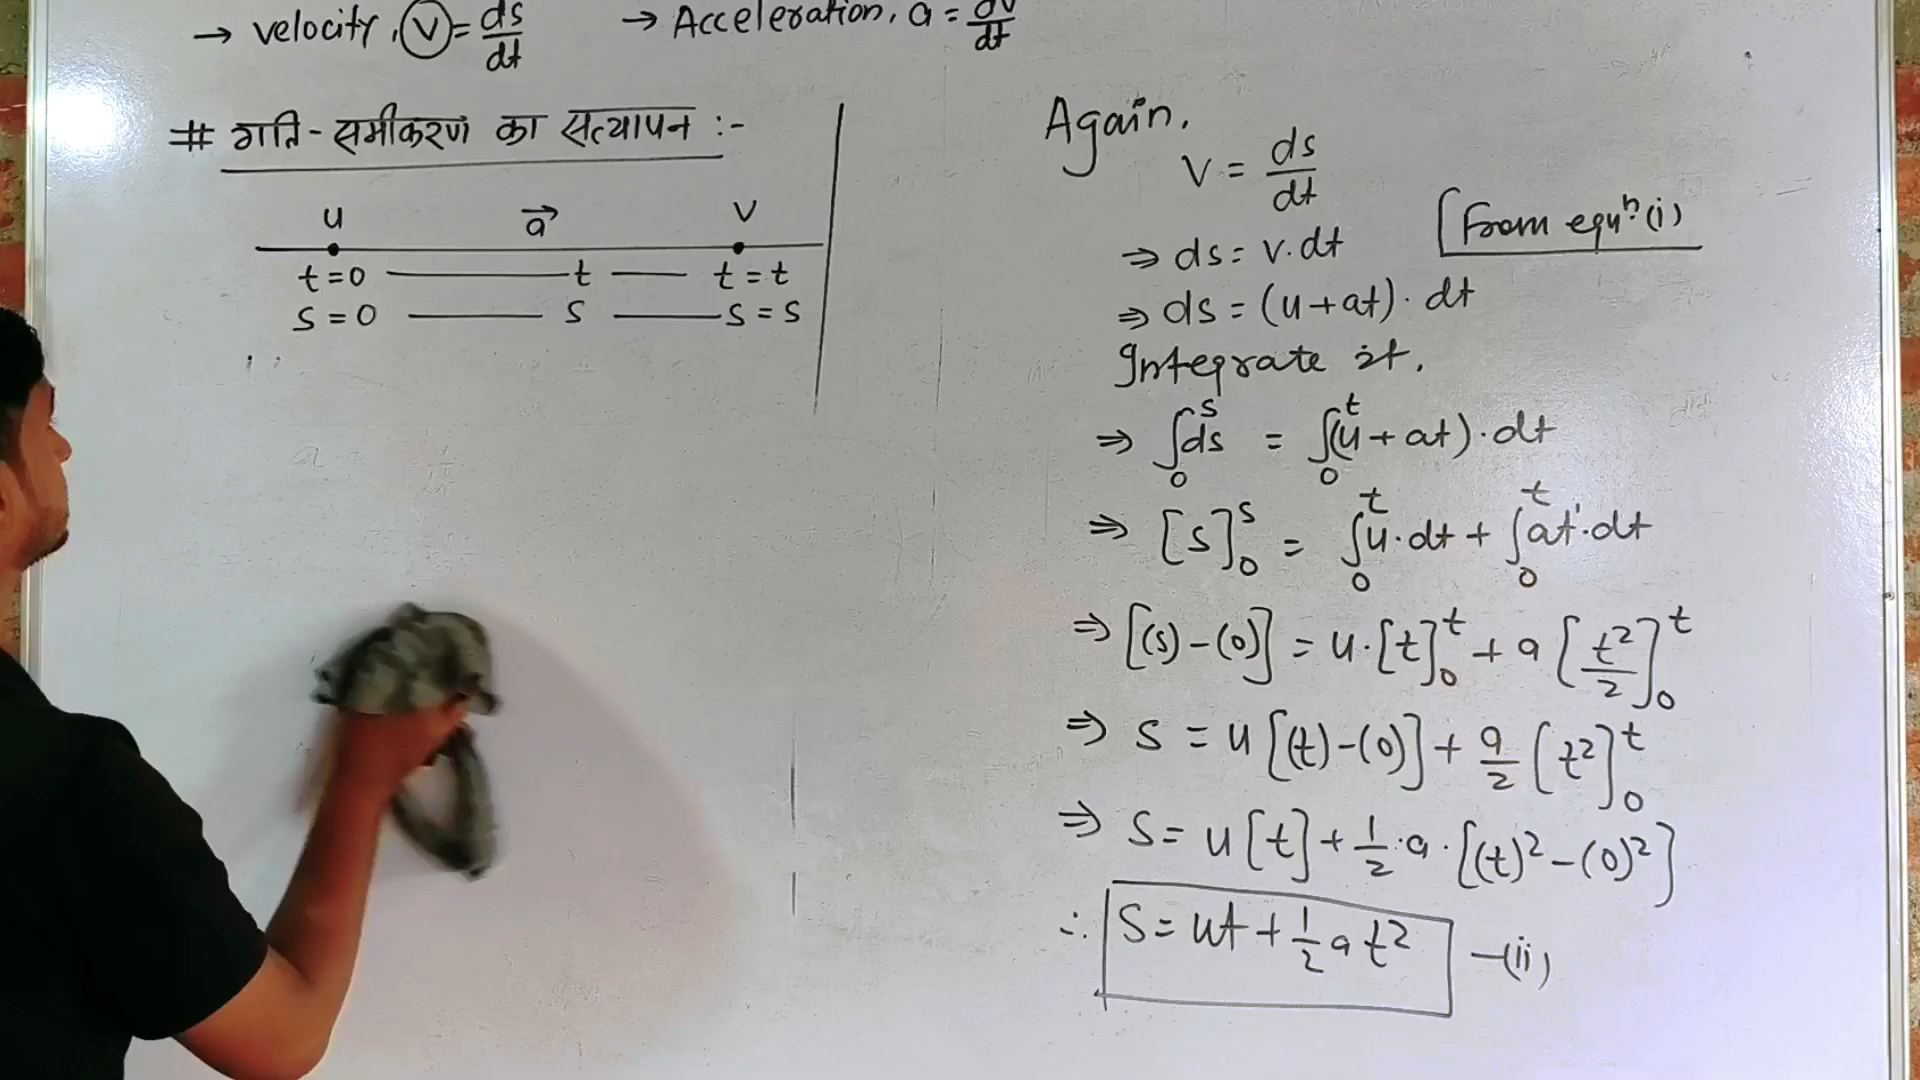 → velocity, v = ds/dt → Acceleration, a = dv/dt
# गति - समीकरण का सत्यापन :-
u a⃗ v
t = 0 —— t —— t = t
S = 0 —— S —— S = S
Again,
v = ds/dt
⇒ ds = v.dt [From equⁿ.(i)
⇒ ds = (u + at). dt
Integrate it,
⇒ ∫₀ˢ ds = ∫₀ᵗ (u + at).dt
⇒ [s]₀ˢ = ∫₀ᵗ u.dt + ∫₀ᵗ at¹.dt
⇒ [(s) - (0)] = u.[t]₀ᵗ + a [t²/2]₀ᵗ
⇒ S = u [(t) - (0)] + a/2 [t²]₀ᵗ
⇒ S = u [t] + 1/2 . a . [(t)² - (0)²]
∴ S = ut + 1/2 a t² —(ii)